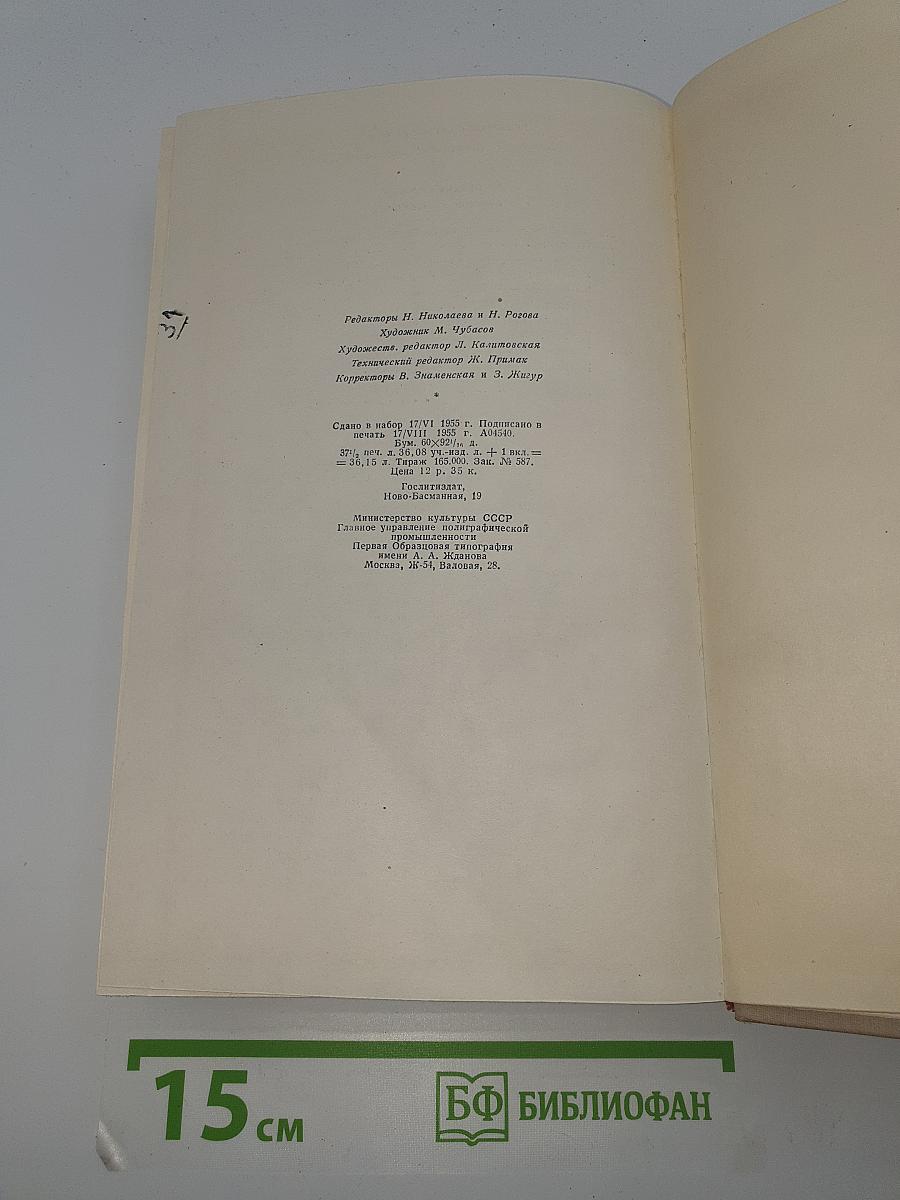 31
Редакторы Н. Николаева и Н. Рогова
Художник М. Чубасов
Художеств. редактор Л. Калитовская
Технический редактор Ж. Примак
Корректоры В. Знаменская и З. Жигур
*
Сдано в набор 17/VI 1955 г. Подписано в
печать 17/VIII 1955 г. А04540.
Бум. 60×92¹/₁₆ д.
37¹/₂ печ. л. 36,08 уч.-изд. л. + 1 вкл. =
= 36,15 л. Тираж 165.000. Зак. № 587.
Цена 12 р. 35 к.
Гослитиздат,
Ново-Басманная, 19
Министерство культуры СССР
Главное управление полиграфической
промышленности
Первая Образцовая типография
имени А. А. Жданова
Москва, Ж-54, Валовая, 28.
15 см
БФ БИБЛИОФАН